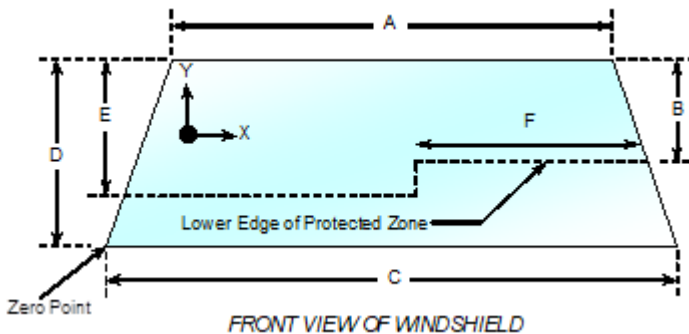 A
Y
B
E
X
F
D
Lower Edge of Protected Zone
C
Zero Point
FRONT VIEW OF WINDSHIELD